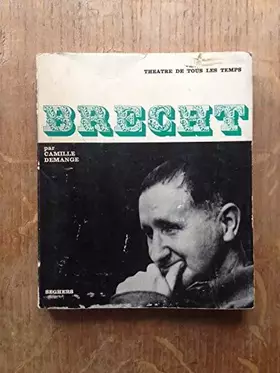 THEATRE DE TOUS LES TEMPS
BRECHT
par
CAMILLE
DEMANGE
SEGHERS